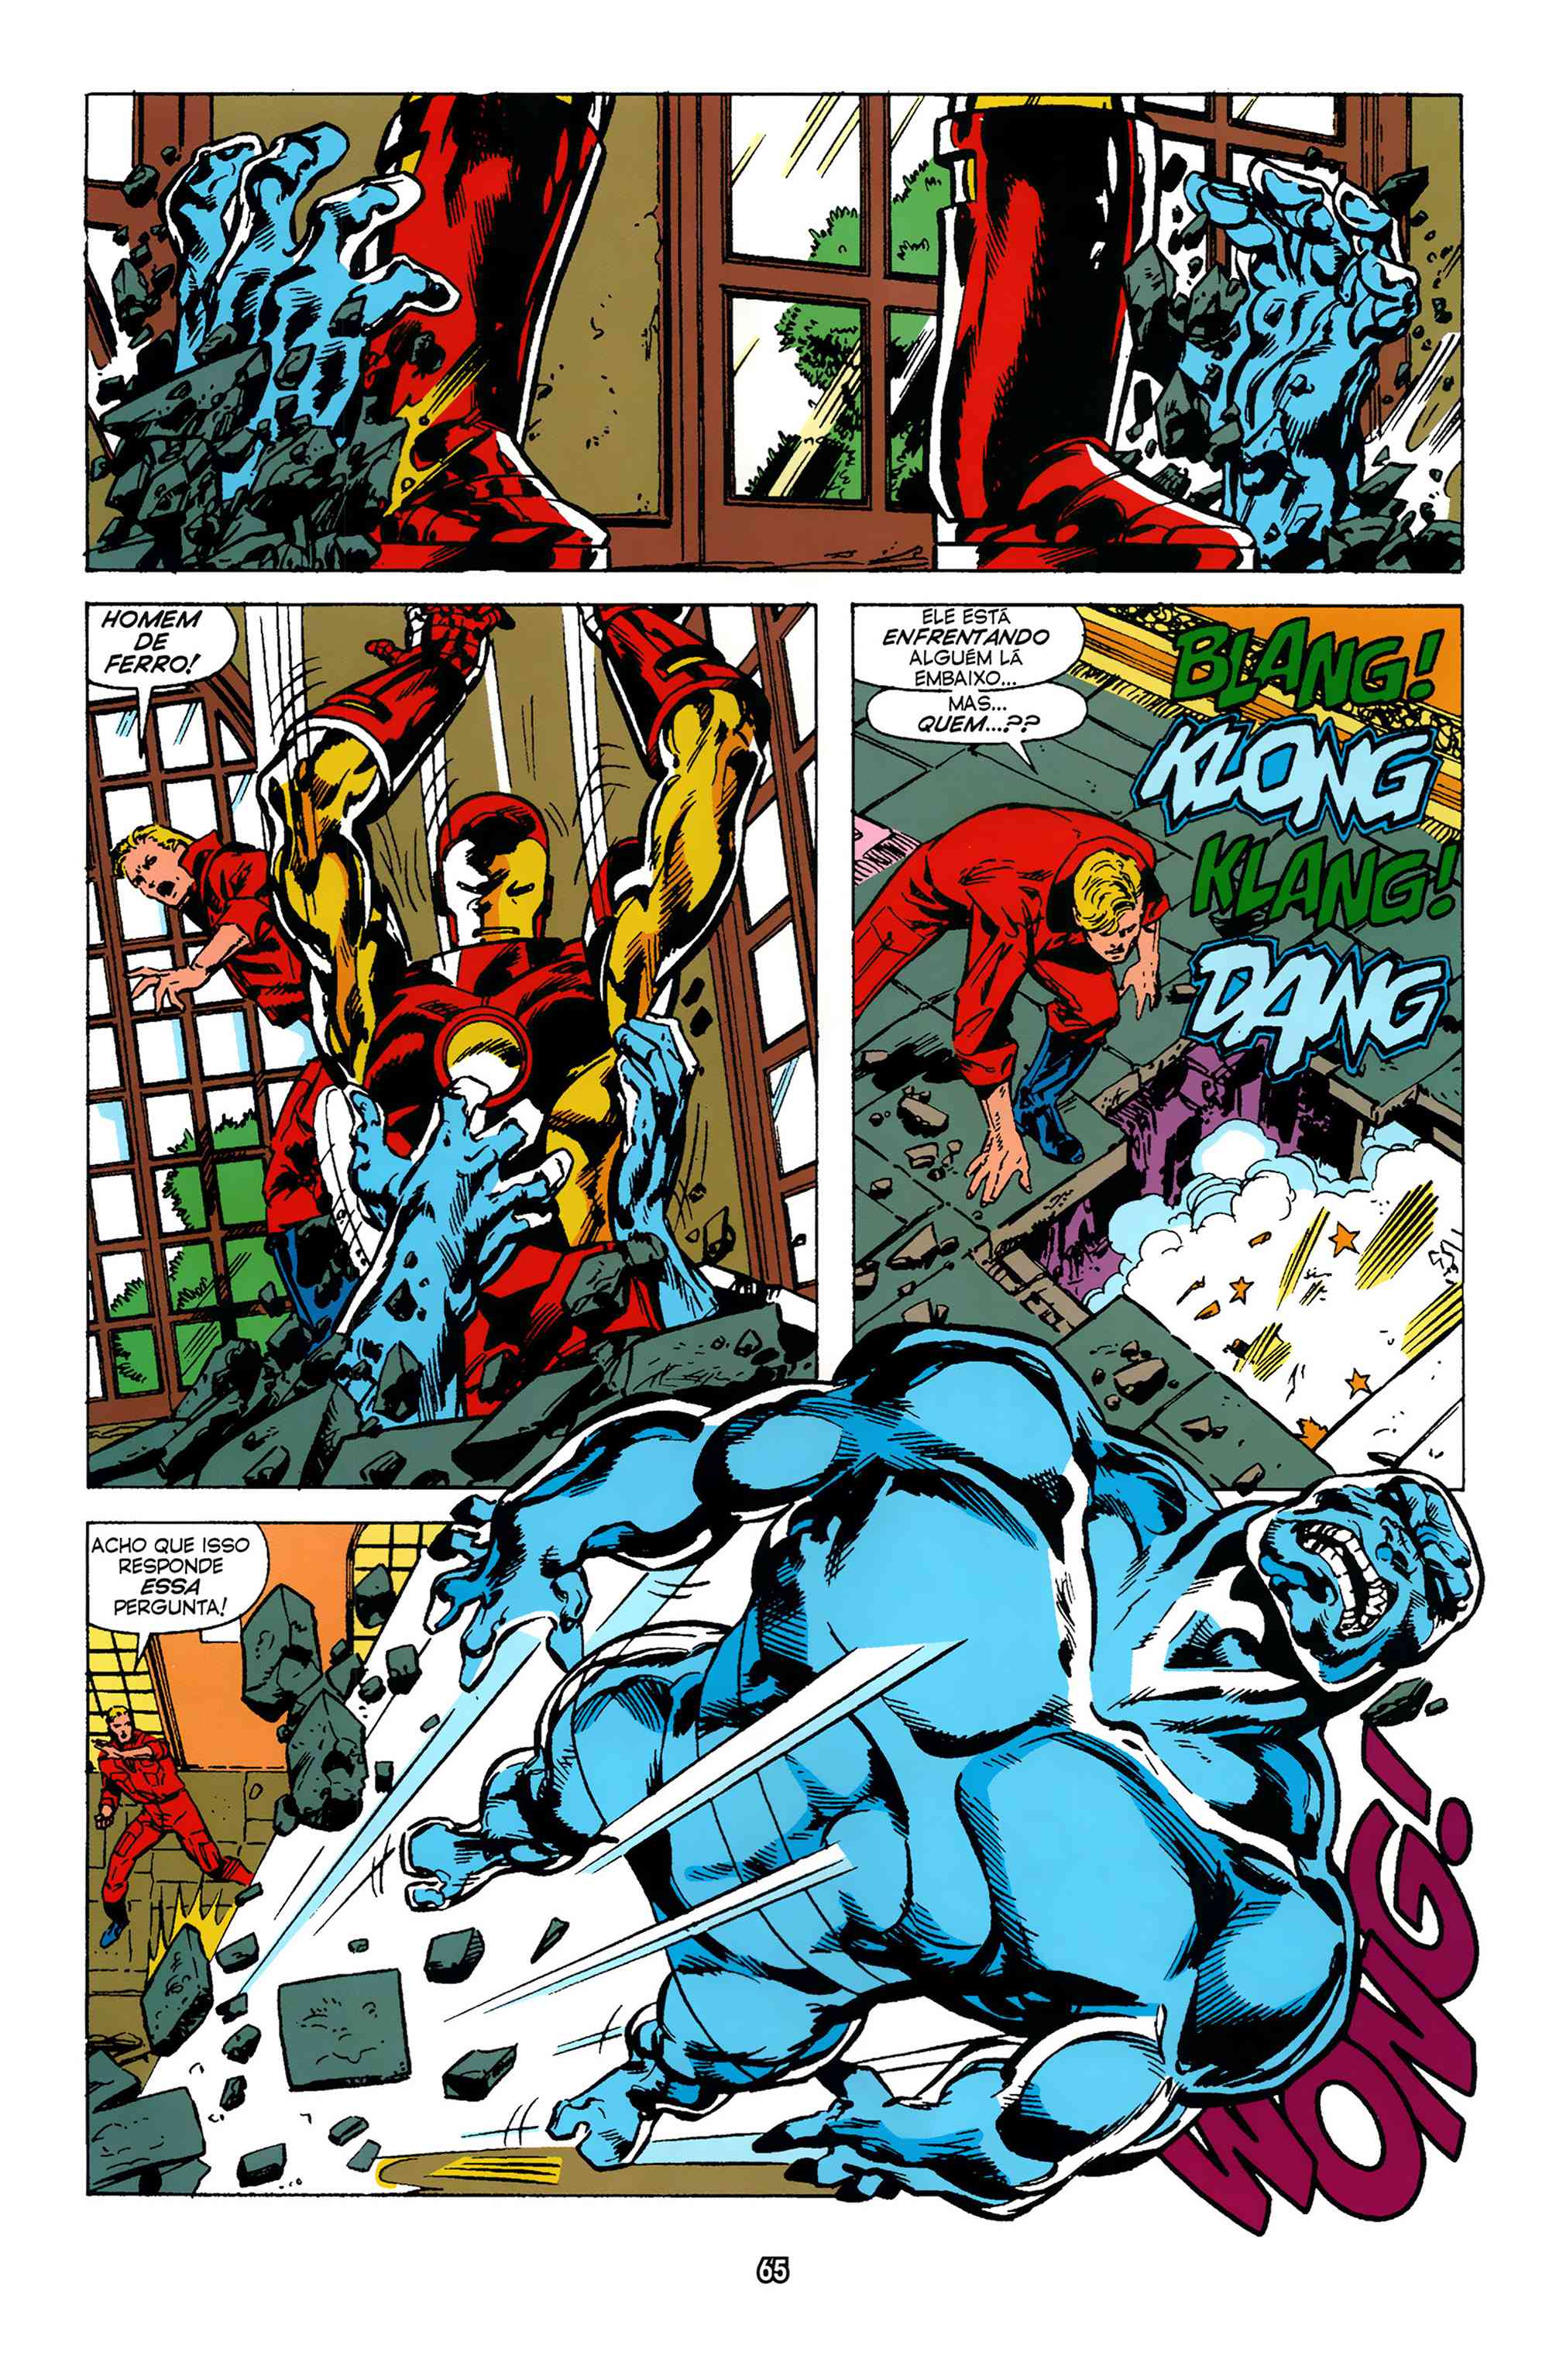 HOMEM
DE
FERRO!
ELE ESTÁ
ENFRENTANDO
ALGUÉM LÁ
EMBAIXO...
MAS...
QUEM...??
BLANG!
KLONG
KLANG!
DANG
ACHO QUE ISSO
RESPONDE
ESSA
PERGUNTA!
WONG!
65